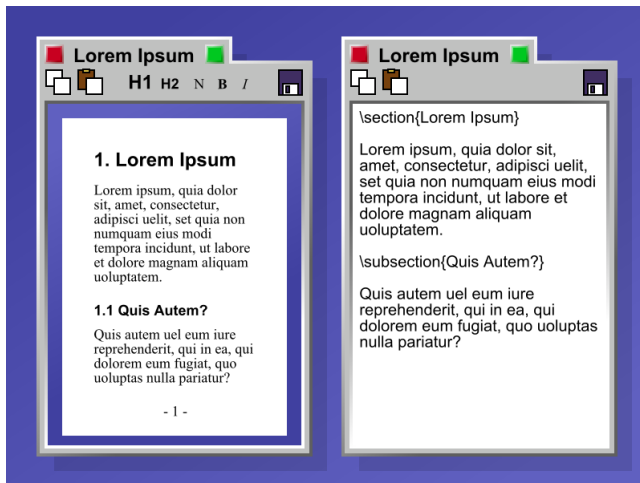 Lorem Ipsum
H1 H2 N B I
1. Lorem Ipsum
Lorem ipsum, quia dolor
sit, amet, consectetur,
adipisci uelit, set quia non
numquam eius modi
tempora incidunt, ut labore
et dolore magnam aliquam
uoluptatem.
1.1 Quis Autem?
Quis autem uel eum iure
reprehenderit, qui in ea, qui
dolorem eum fugiat, quo
uoluptas nulla pariatur?
- 1 -
Lorem Ipsum
\section{Lorem Ipsum}
Lorem ipsum, quia dolor sit,
amet, consectetur, adipisci uelit,
set quia non numquam eius modi
tempora incidunt, ut labore et
dolore magnam aliquam
uoluptatem.
\subsection{Quis Autem?}
Quis autem uel eum iure
reprehenderit, qui in ea, qui
dolorem eum fugiat, quo uoluptas
nulla pariatur?